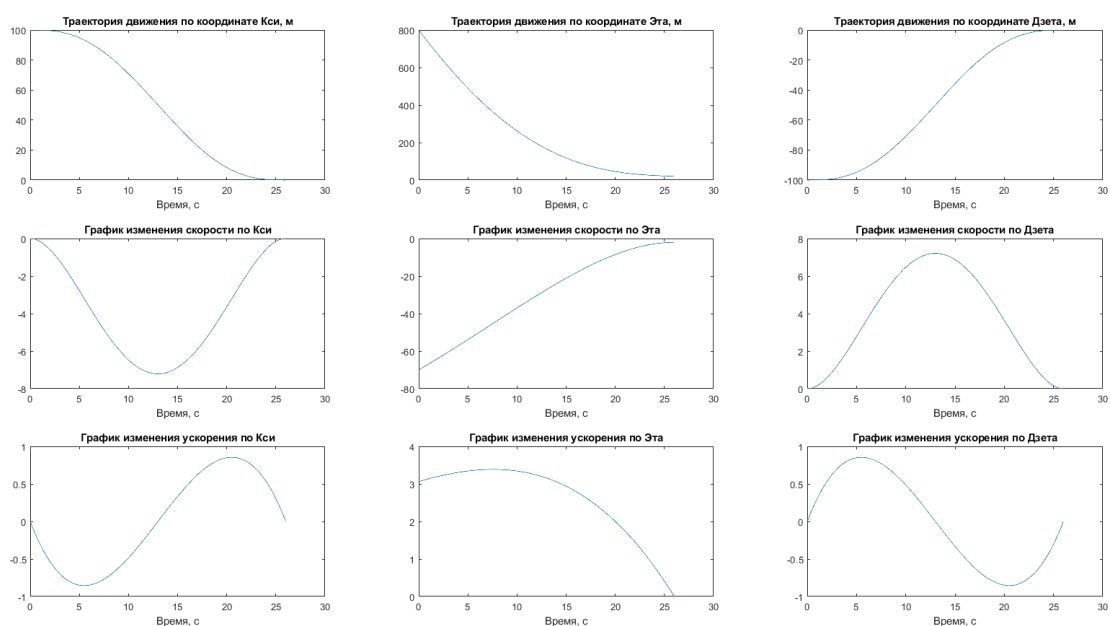 Траектория движения по координате Кси, м
100
80
60
40
20
0
0 5 10 15 20 25 30
Время, с
Траектория движения по координате Эта, м
800
600
400
200
0
0 5 10 15 20 25 30
Время, с
Траектория движения по координате Дзета, м
0
-20
-40
-60
-80
-100
0 5 10 15 20 25 30
Время, с
График изменения скорости по Кси
0
-2
-4
-6
-8
0 5 10 15 20 25 30
Время, с
График изменения скорости по Эта
0
-20
-40
-60
-80
0 5 10 15 20 25 30
Время, с
График изменения скорости по Дзета
8
6
4
2
0
0 5 10 15 20 25 30
Время, с
График изменения ускорения по Кси
1
0.5
0
-0.5
-1
0 5 10 15 20 25 30
Время, с
График изменения ускорения по Эта
4
3
2
1
0
0 5 10 15 20 25 30
Время, с
График изменения ускорения по Дзета
1
0.5
0
-0.5
-1
0 5 10 15 20 25 30
Время, с